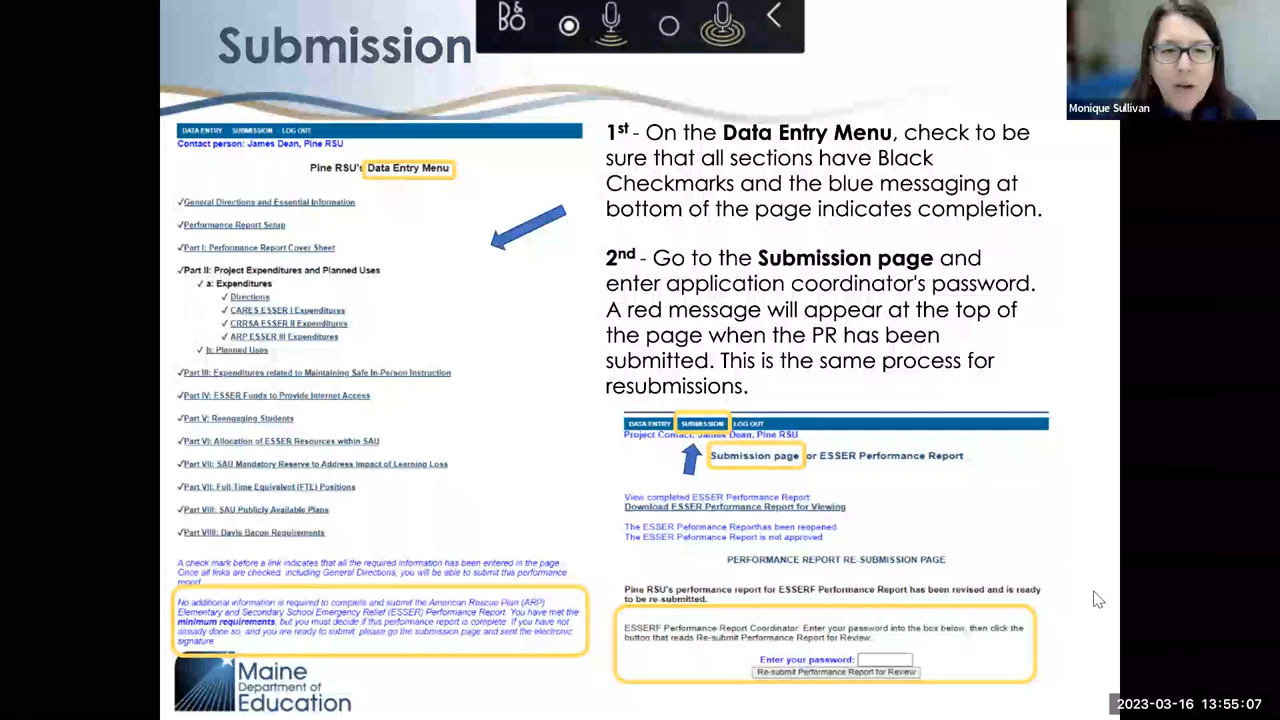 Submission
B&O
Monique Sullivan
DATA ENTRY SUBMISSION LOG OUT
Contact person: James Dean, Pine RSU
Pine RSU's Data Entry Menu
✓General Directions and Essential Information
✓Performance Report Setup
✓Part I: Performance Report Cover Sheet
✓Part II: Project Expenditures and Planned Uses
✓ a: Expenditures
✓ Directions
✓ CARES ESSER I Expenditures
✓ CRRSA ESSER II Expenditures
✓ ARP ESSER III Expenditures
✓ b: Planned Uses
✓Part III: Expenditures related to Maintaining Safe In-Person Instruction
✓Part IV: ESSER Funds to Provide Internet Access
✓Part V: Reengaging Students
✓Part VI: Allocation of ESSER Resources within SAU
✓Part VII: SAU Mandatory Reserve to Address Impact of Learning Loss
✓Part VII: Full-Time Equivalent (FTE) Positions
✓Part VIII: SAU Publicly Available Plans
✓Part VIIII: Davis Bacon Requirements
A check mark before a link indicates that all the required information has been entered in the page.
Once all links are checked, including General Directions, you will be able to submit this performance
report.
No additional information is required to complete and submit the American Rescue Plan (ARP)
Elementary and Secondary School Emergency Relief (ESSER) Performance Report. You have met the
minimum requirements, but you must decide if this performance report is complete. If you have not
already done so, and you are ready to submit, please go the submission page and sent the electronic
signature
Maine
Department of
Education
1st - On the Data Entry Menu, check to be
sure that all sections have Black
Checkmarks and the blue messaging at
bottom of the page indicates completion.
2nd - Go to the Submission page and
enter application coordinator's password.
A red message will appear at the top of
the page when the PR has been
submitted. This is the same process for
resubmissions.
DATA ENTRY SUBMISSION LOG OUT
Project Contact: James Dean, Pine RSU
Submission page or ESSER Performance Report
View completed ESSER Performance Report:
Download ESSER Performance Report for Viewing
The ESSER Peformance Reporthas been reopened.
The ESSER Peformance Report is not approved.
PERFORMANCE REPORT RE-SUBMISSION PAGE
Pine RSU's performance report for ESSERF Performance Report has been revised and is ready
to be re-submitted.
ESSERF Performance Report Coordinator: Enter your password into the box below, then click the
button that reads Re-submit Performance Report for Review.
Enter your password:
Re-submit Performance Report for Review
2023-03-16 13:55:07